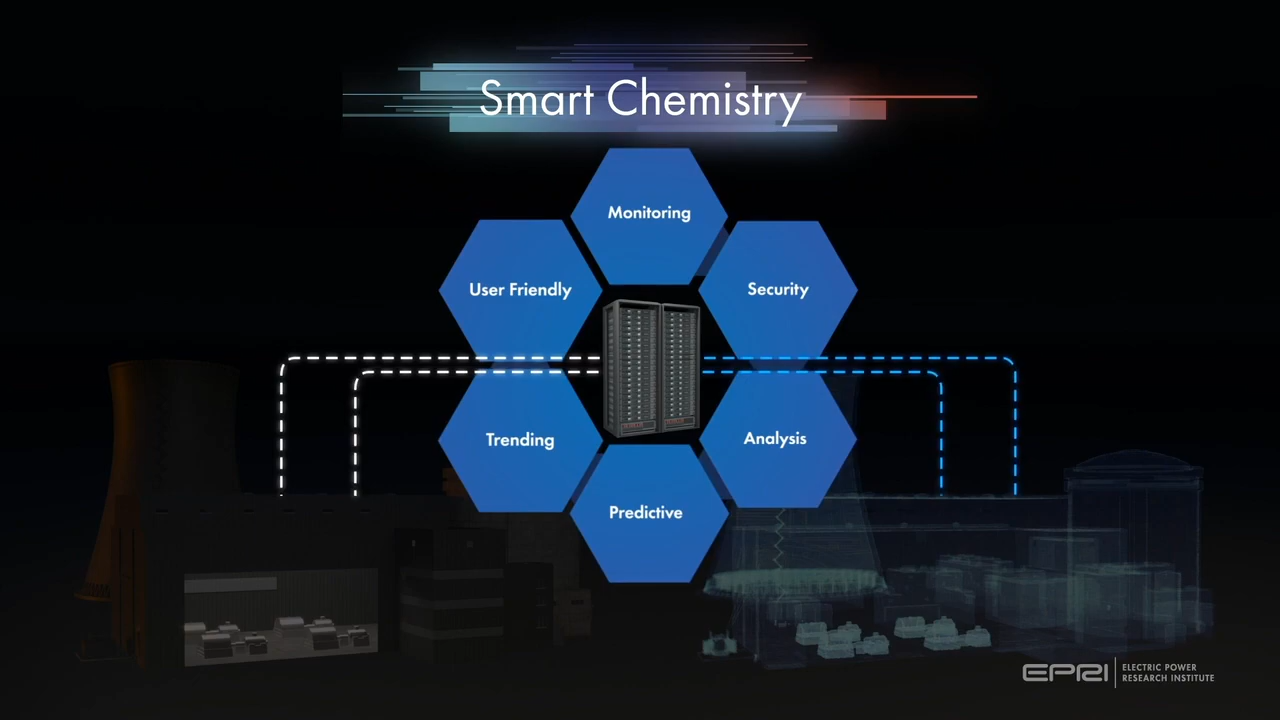 Smart Chemistry
Monitoring
User Friendly
Security
Trending
Analysis
Predictive
EPRI
ELECTRIC POWER
RESEARCH INSTITUTE